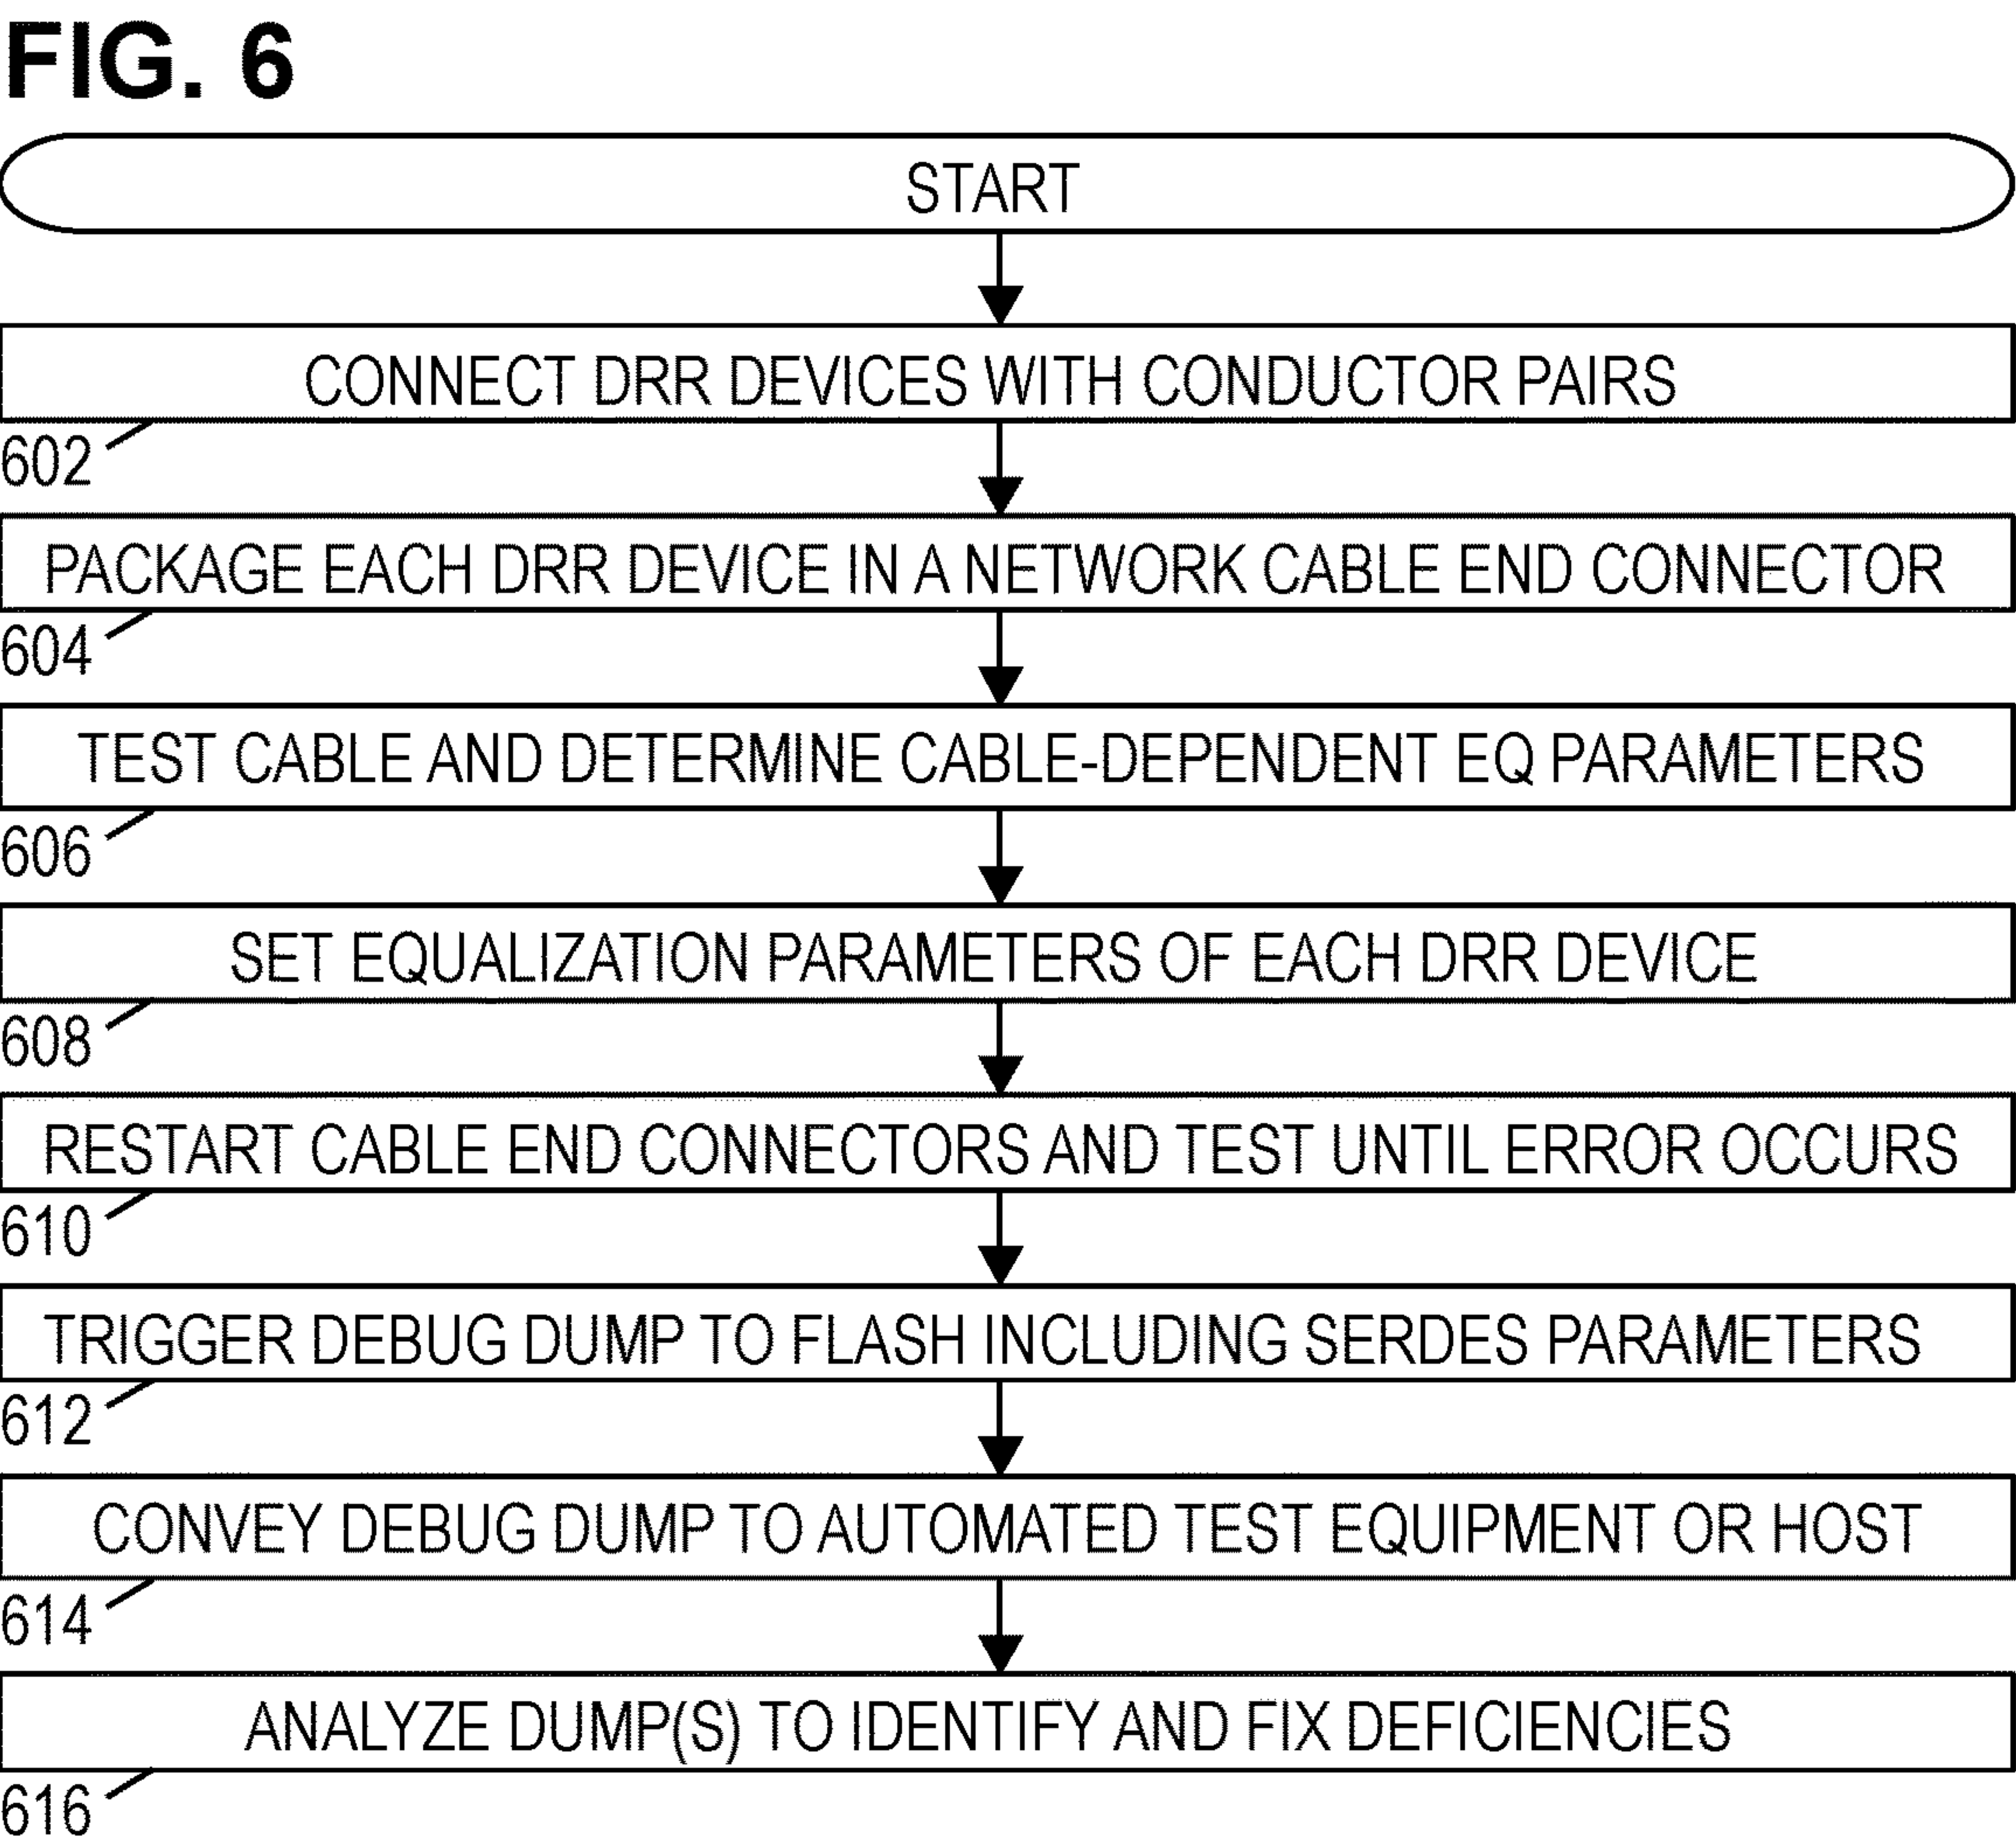 FIG. 6
START
CONNECT DRR DEVICES WITH CONDUCTOR PAIRS
602
PACKAGE EACH DRR DEVICE IN A NETWORK CABLE END CONNECTOR
604
TEST CABLE AND DETERMINE CABLE-DEPENDENT EQ PARAMETERS
606
SET EQUALIZATION PARAMETERS OF EACH DRR DEVICE
608
RESTART CABLE END CONNECTORS AND TEST UNTIL ERROR OCCURS
610
TRIGGER DEBUG DUMP TO FLASH INCLUDING SERDES PARAMETERS
612
CONVEY DEBUG DUMP TO AUTOMATED TEST EQUIPMENT OR HOST
614
ANALYZE DUMP(S) TO IDENTIFY AND FIX DEFICIENCIES
616